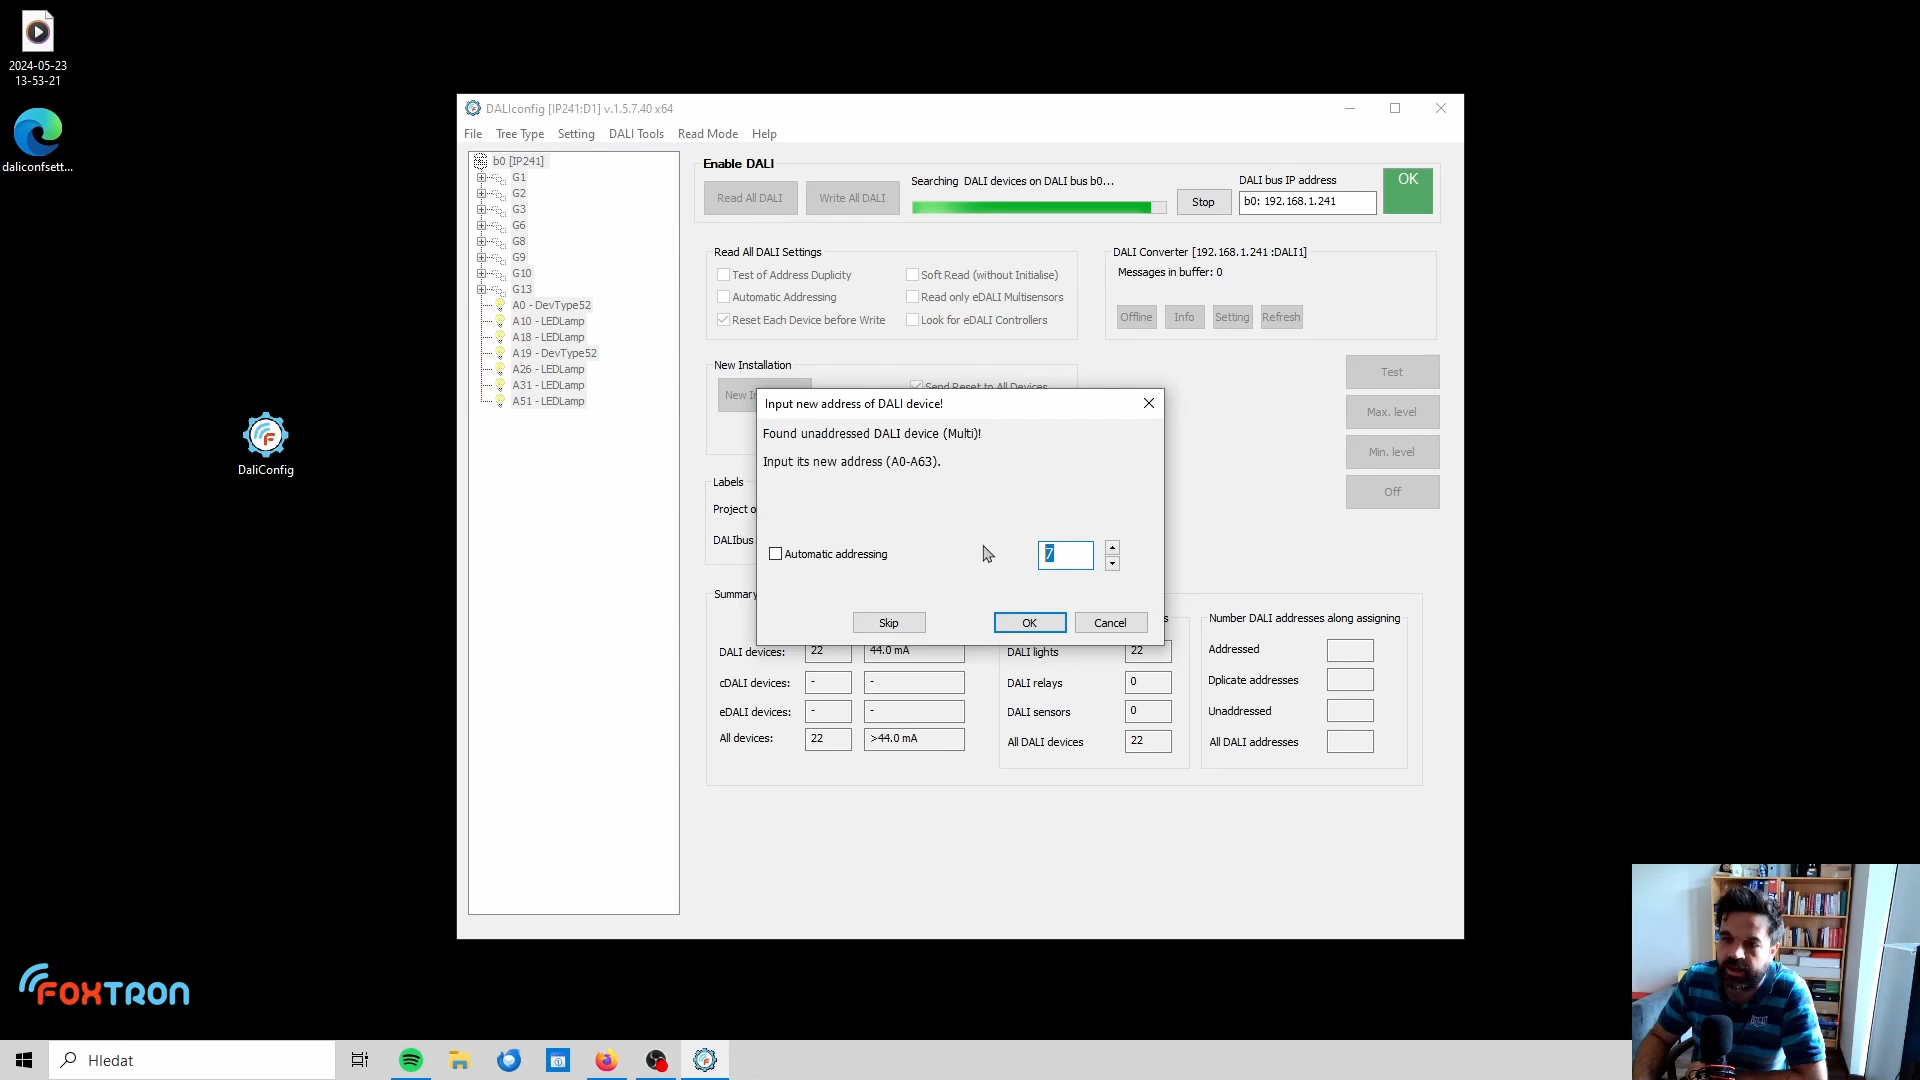 2024-05-23
13-53-21
daliconfsett...
DaliConfig
FOXTRON
DALIconfig [IP241:D1] v.1.5.7.40 x64
File Tree Type Setting DALI Tools Read Mode Help
b0 [IP241]
G1
G2
G3
G6
G8
G9
G10
G13
A0 - DevType52
A10 - LEDLamp
A18 - LEDLamp
A19 - DevType52
A26 - LEDLamp
A31 - LEDLamp
A51 - LEDLamp
Enable DALI
Read All DALI
Write All DALI
Searching DALI devices on DALI bus b0...
Stop
DALI bus IP address
b0: 192.168.1.241
OK
Read All DALI Settings
Test of Address Duplicity
Soft Read (without Initialise)
Automatic Addressing
Read only eDALI Multisensors
Reset Each Device before Write
Look for eDALI Controllers
DALI Converter [192.168.1.241 :DALI1]
Messages in buffer: 0
Offline
Info
Setting
Refresh
New Installation
New I
Send Reset to All Devices
Test
Max. level
Min. level
Off
Input new address of DALI device!
Found unaddressed DALI device (Multi)!
Input its new address (A0-A63).
Automatic addressing
7
Skip
OK
Cancel
Labels
Project o
DALIbus
Summary
DALI devices: 22 44.0 mA
cDALI devices: - -
eDALI devices: - -
All devices: 22 >44.0 mA
s
DALI lights 22
DALI relays 0
DALI sensors 0
All DALI devices 22
Number DALI addresses along assigning
Addressed
Dplicate addresses
Unaddressed
All DALI addresses
Hledat